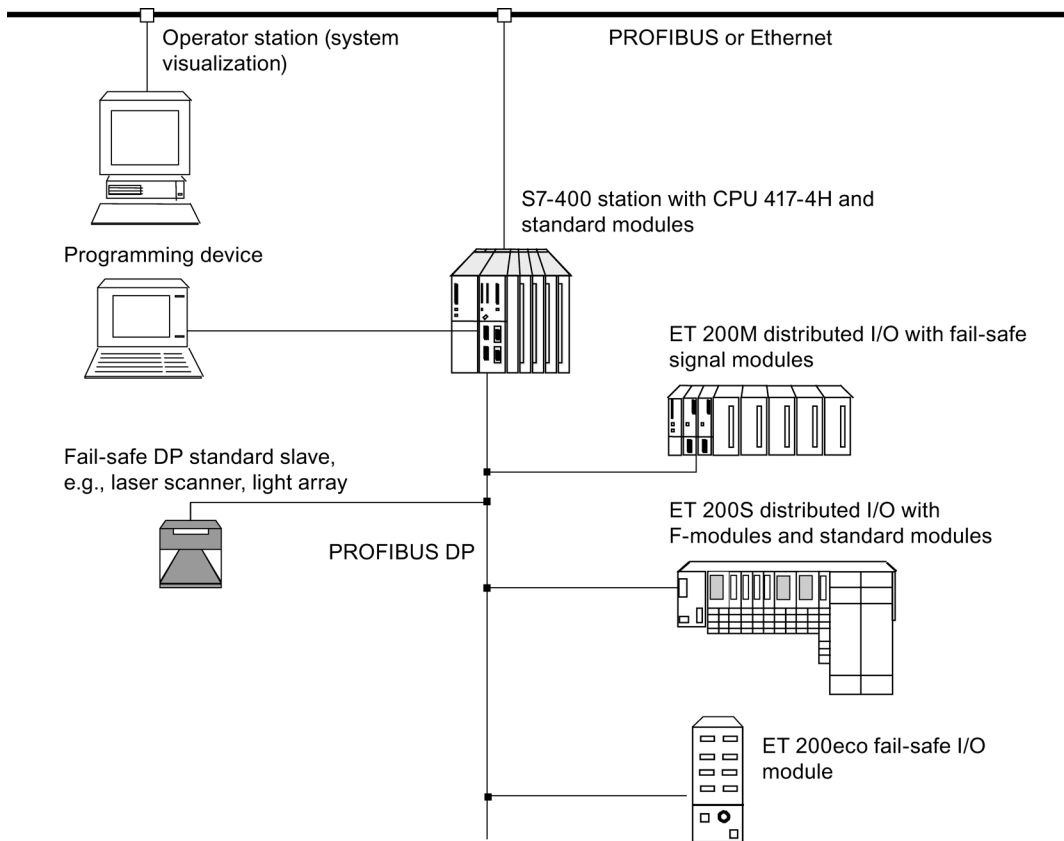 Operator station (system
visualization)
PROFIBUS or Ethernet
S7-400 station with CPU 417-4H and
standard modules
Programming device
ET 200M distributed I/O with fail-safe
signal modules
Fail-safe DP standard slave,
e.g., laser scanner, light array
ET 200S distributed I/O with
F-modules and standard modules
PROFIBUS DP
ET 200eco fail-safe I/O
module